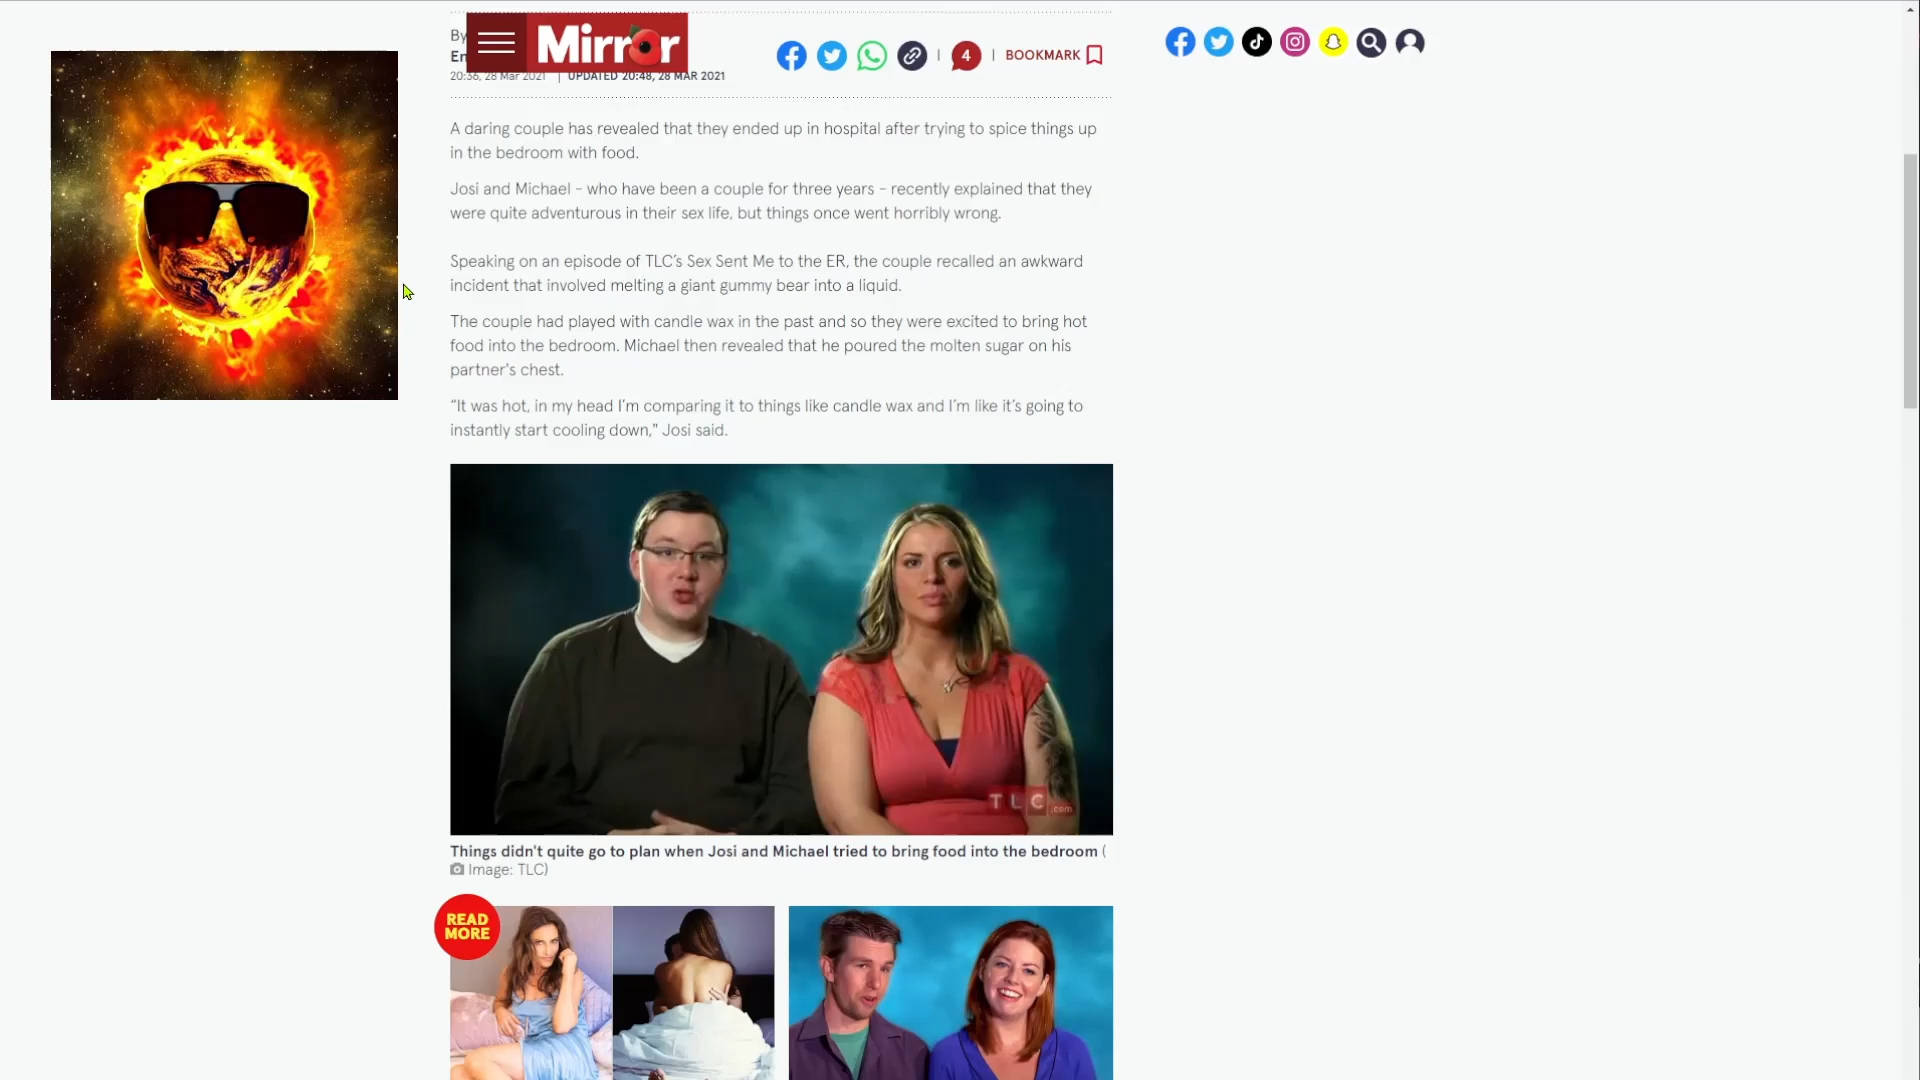 By
En
Mirror
20:36, 28 Mar 2021 | UPDATED 20:48, 28 MAR 2021
4 | BOOKMARK
A daring couple has revealed that they ended up in hospital after trying to spice things up
in the bedroom with food.
Josi and Michael - who have been a couple for three years - recently explained that they
were quite adventurous in their sex life, but things once went horribly wrong.
Speaking on an episode of TLC’s Sex Sent Me to the ER, the couple recalled an awkward
incident that involved melting a giant gummy bear into a liquid.
The couple had played with candle wax in the past and so they were excited to bring hot
food into the bedroom. Michael then revealed that he poured the molten sugar on his
partner's chest.
“It was hot, in my head I’m comparing it to things like candle wax and I’m like it’s going to
instantly start cooling down," Josi said.
TLC.com
Things didn't quite go to plan when Josi and Michael tried to bring food into the bedroom (
Image: TLC)
READ
MORE